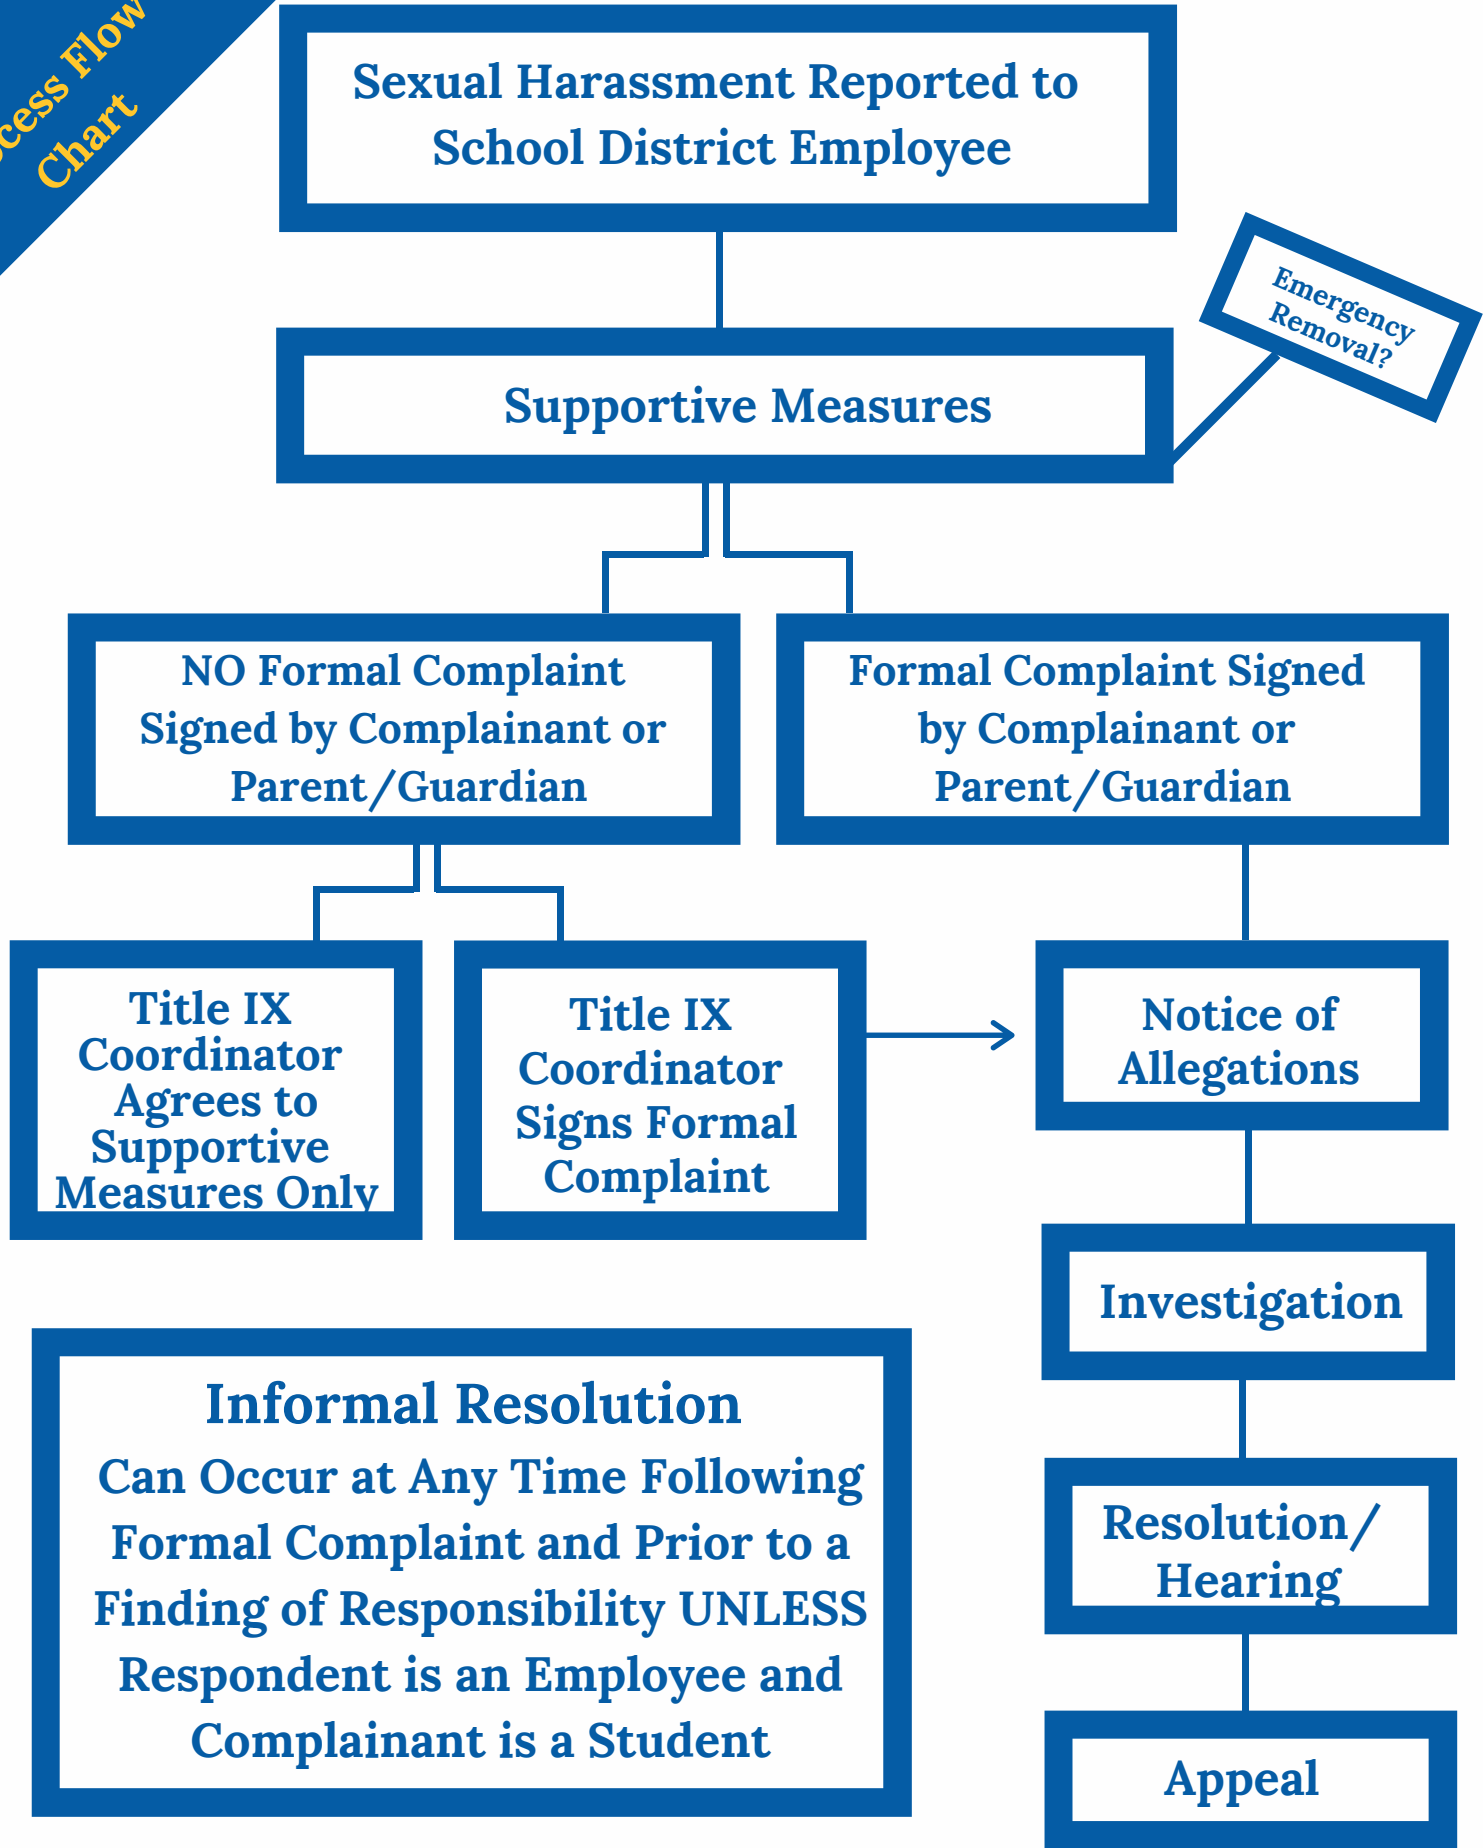 Flow
Chart
Sexual Harassment Reported to
School District Employee
Emergency
Removal?
Supportive Measures
NO Formal Complaint
Signed by Complainant or
Parent/Guardian
Formal Complaint Signed
by Complainant or
Parent/Guardian
Title IX
Coordinator
Agrees to
Supportive
Measures Only
Title IX
Coordinator
Signs Formal
Complaint
Notice of
Allegations
Investigation
Informal Resolution
Can Occur at Any Time Following
Formal Complaint and Prior to a
Finding of Responsibility UNLESS
Respondent is an Employee and
Complainant is a Student
Resolution/
Hearing
Appeal